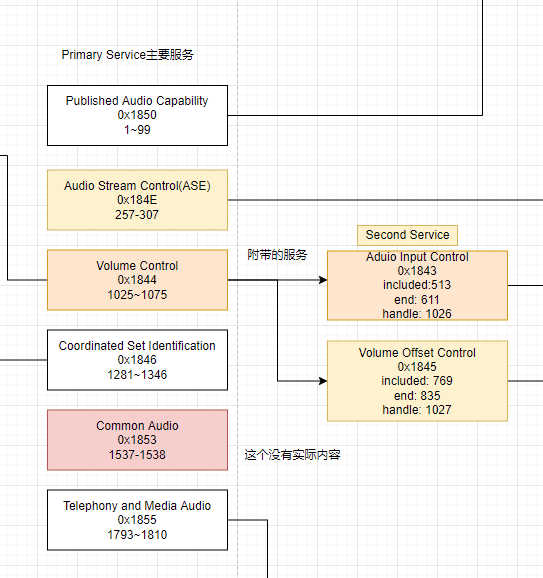 Primary Service主要服务
Published Audio Capability
0x1850
1~99
Audio Stream Control(ASE)
0x184E
257-307
Volume Control
0x1844
1025~1075
附带的服务
Second Service
Aduio Input Control
0x1843
included:513
end: 611
handle: 1026
Coordinated Set Identification
0x1846
1281~1346
Volume Offset Control
0x1845
included: 769
end: 835
handle: 1027
Common Audio
0x1853
1537-1538
这个没有实际内容
Telephony and Media Audio
0x1855
1793~1810